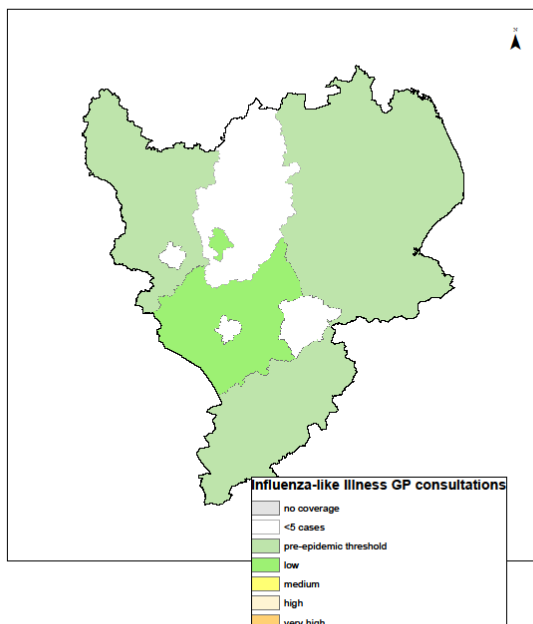 Influenza-like Illness GP consultations
no coverage
<5 cases
pre-epidemic threshold
low
medium
high
very high